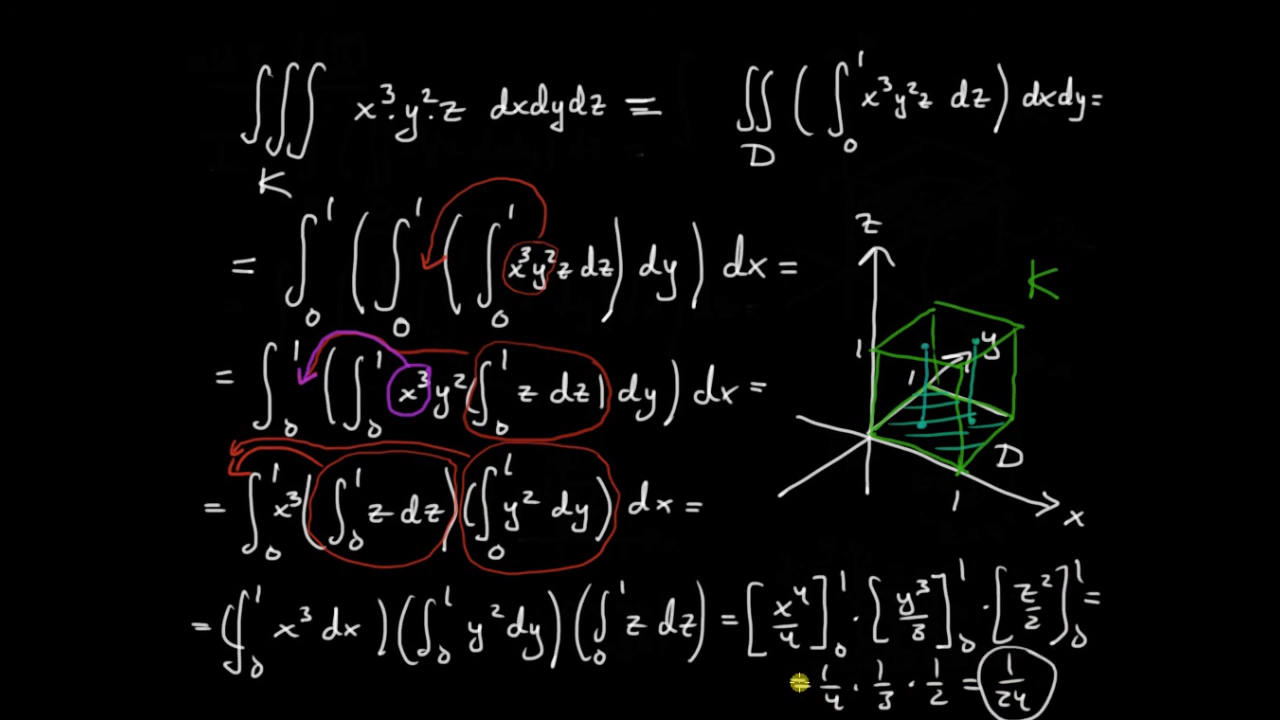 ∭_K x³·y²·z dxdydz = ∬_D (∫₀¹ x³y²z dz) dxdy =
= ∫₀¹ (∫₀¹ (∫₀¹ x³y²z dz) dy) dx =
= ∫₀¹ (∫₀¹ x³y² (∫₀¹ z dz) dy) dx =
= ∫₀¹ x³ (∫₀¹ z dz) (∫₀¹ y² dy) dx =
= (∫₀¹ x³ dx) (∫₀¹ y² dy) (∫₀¹ z dz) = [x⁴/4]₀¹ · [y³/3]₀¹ · [z²/2]₀¹ =
= 1/4 · 1/3 · 1/2 = 1/24
z
K
y
1
1
D
1
x